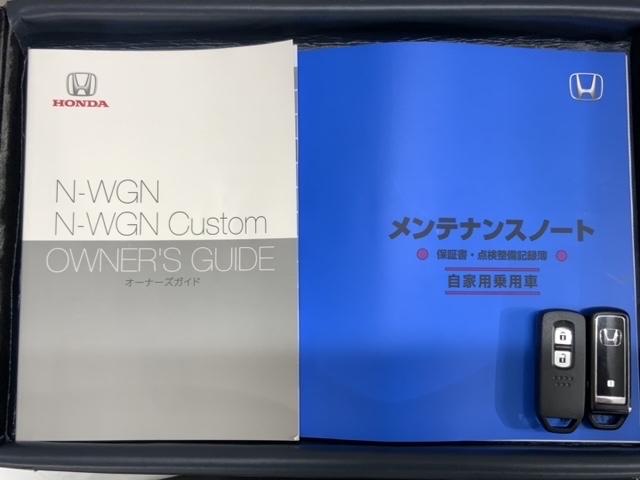 HONDA
N-WGN
N-WGN Custom
OWNER'S GUIDE
オーナーズガイド
メンテナンスノート
保証書・点検整備記録簿
自家用乗用車